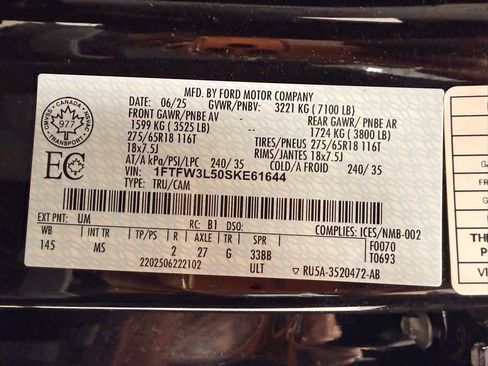 MFD. BY FORD MOTOR COMPANY
DATE: 06/25 GVWR/PNBV: 3221 KG ( 7100 LB)
FRONT GAWR/PNBE AV REAR GAWR/ PNBE AR
1599 KG ( 3525 LB) 1724 KG ( 3800 LB)
275/65R18 116T TIRES/PNEUS 275/65R18 116T
18x7.5J RIMS/JANTES 18x7.5J
AT/A kPa/PSI/LPC 240/ 35 COLD/A FROID 240/ 35
VIN: 1FTFW3L50SKE61644
TYPE: TRU/CAM
CANADA
977
TRANSPORT
EC
COMPLIES: ICES/NMB-002
EXT PNT: UM RC: B1 DSO: F0070
WB TP/PS R AXLE TR SPR T0693
145 MS 2 27 G 33BB
2202506222102 ULT RU5A-3520472-AB